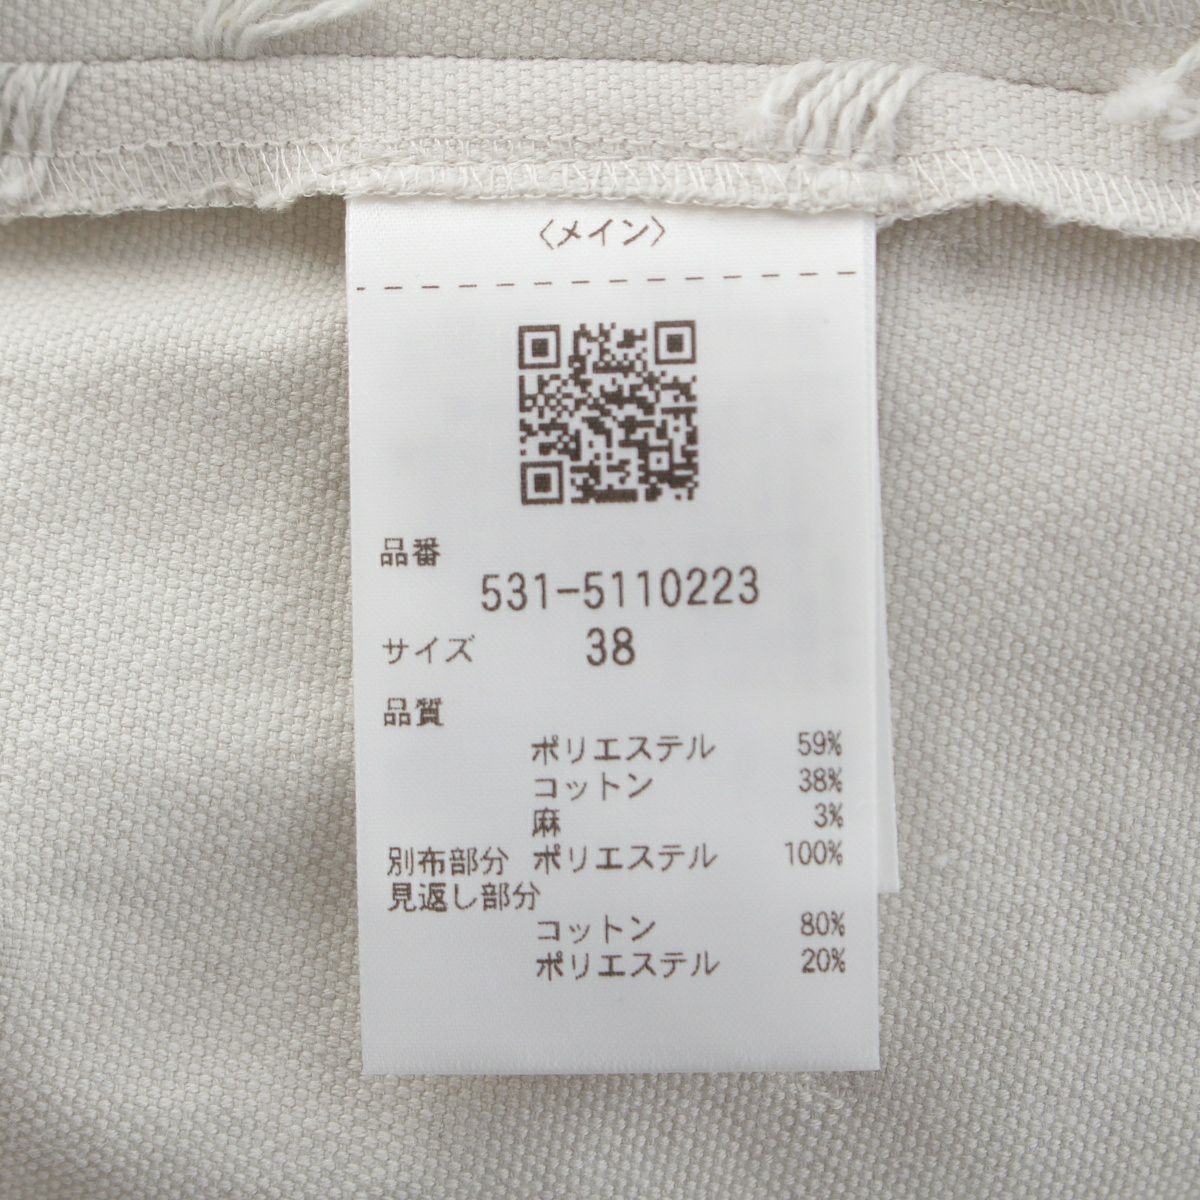 〈メイン〉
品番
531-5110223
サイズ 38
品質
ポリエステル 59%
コットン 38%
麻 3%
別布部分 ポリエステル 100%
見返し部分
コットン 80%
ポリエステル 20%